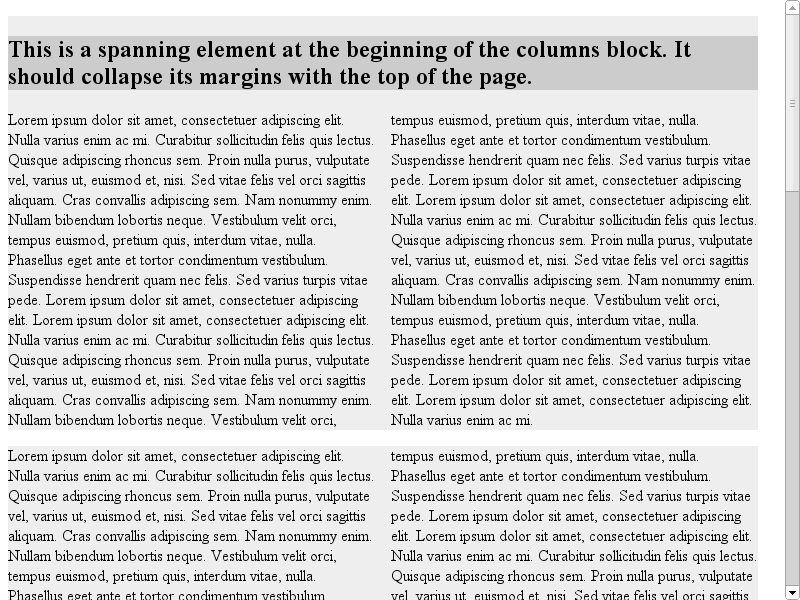 This is a spanning element at the beginning of the columns block. It
should collapse its margins with the top of the page.
Lorem ipsum dolor sit amet, consectetuer adipiscing elit.
Nulla varius enim ac mi. Curabitur sollicitudin felis quis lectus.
Quisque adipiscing rhoncus sem. Proin nulla purus, vulputate
vel, varius ut, euismod et, nisi. Sed vitae felis vel orci sagittis
aliquam. Cras convallis adipiscing sem. Nam nonummy enim.
Nullam bibendum lobortis neque. Vestibulum velit orci,
tempus euismod, pretium quis, interdum vitae, nulla.
Phasellus eget ante et tortor condimentum vestibulum.
Suspendisse hendrerit quam nec felis. Sed varius turpis vitae
pede. Lorem ipsum dolor sit amet, consectetuer adipiscing
elit. Lorem ipsum dolor sit amet, consectetuer adipiscing elit.
Nulla varius enim ac mi. Curabitur sollicitudin felis quis lectus.
Quisque adipiscing rhoncus sem. Proin nulla purus, vulputate
vel, varius ut, euismod et, nisi. Sed vitae felis vel orci sagittis
aliquam. Cras convallis adipiscing sem. Nam nonummy enim.
Nullam bibendum lobortis neque. Vestibulum velit orci,
tempus euismod, pretium quis, interdum vitae, nulla.
Phasellus eget ante et tortor condimentum vestibulum.
Suspendisse hendrerit quam nec felis. Sed varius turpis vitae
pede. Lorem ipsum dolor sit amet, consectetuer adipiscing
elit. Lorem ipsum dolor sit amet, consectetuer adipiscing elit.
Nulla varius enim ac mi. Curabitur sollicitudin felis quis lectus.
Quisque adipiscing rhoncus sem. Proin nulla purus, vulputate
vel, varius ut, euismod et, nisi. Sed vitae felis vel orci sagittis
aliquam. Cras convallis adipiscing sem. Nam nonummy enim.
Nullam bibendum lobortis neque. Vestibulum velit orci,
tempus euismod, pretium quis, interdum vitae, nulla.
Phasellus eget ante et tortor condimentum vestibulum.
Suspendisse hendrerit quam nec felis. Sed varius turpis vitae
pede. Lorem ipsum dolor sit amet, consectetuer adipiscing
elit. Lorem ipsum dolor sit amet, consectetuer adipiscing elit.
Nulla varius enim ac mi.
Lorem ipsum dolor sit amet, consectetuer adipiscing elit.
Nulla varius enim ac mi. Curabitur sollicitudin felis quis lectus.
Quisque adipiscing rhoncus sem. Proin nulla purus, vulputate
vel, varius ut, euismod et, nisi. Sed vitae felis vel orci sagittis
aliquam. Cras convallis adipiscing sem. Nam nonummy enim.
Nullam bibendum lobortis neque. Vestibulum velit orci,
tempus euismod, pretium quis, interdum vitae, nulla.
Phasellus eget ante et tortor condimentum vestibulum.
tempus euismod, pretium quis, interdum vitae, nulla.
Phasellus eget ante et tortor condimentum vestibulum.
Suspendisse hendrerit quam nec felis. Sed varius turpis vitae
pede. Lorem ipsum dolor sit amet, consectetuer adipiscing
elit. Lorem ipsum dolor sit amet, consectetuer adipiscing elit.
Nulla varius enim ac mi. Curabitur sollicitudin felis quis lectus.
Quisque adipiscing rhoncus sem. Proin nulla purus, vulputate
vel, varius ut, euismod et, nisi. Sed vitae felis vel orci sagittis